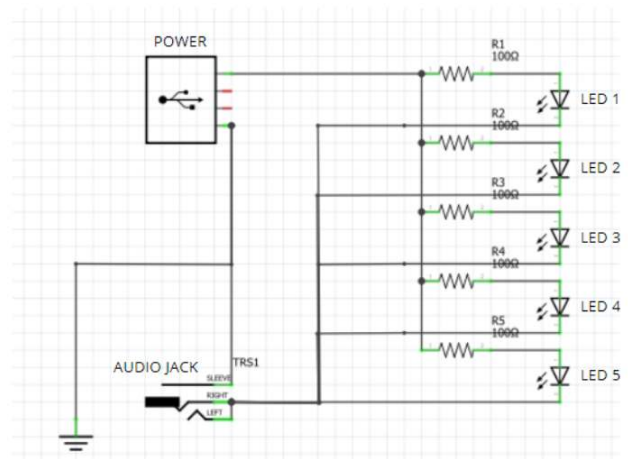 POWER
R1
100Ω
LED 1
R2
100Ω
LED 2
R3
100Ω
LED 3
R4
100Ω
LED 4
R5
100Ω
LED 5
AUDIO JACK
TRS1
SLEEVE
RIGHT
LEFT